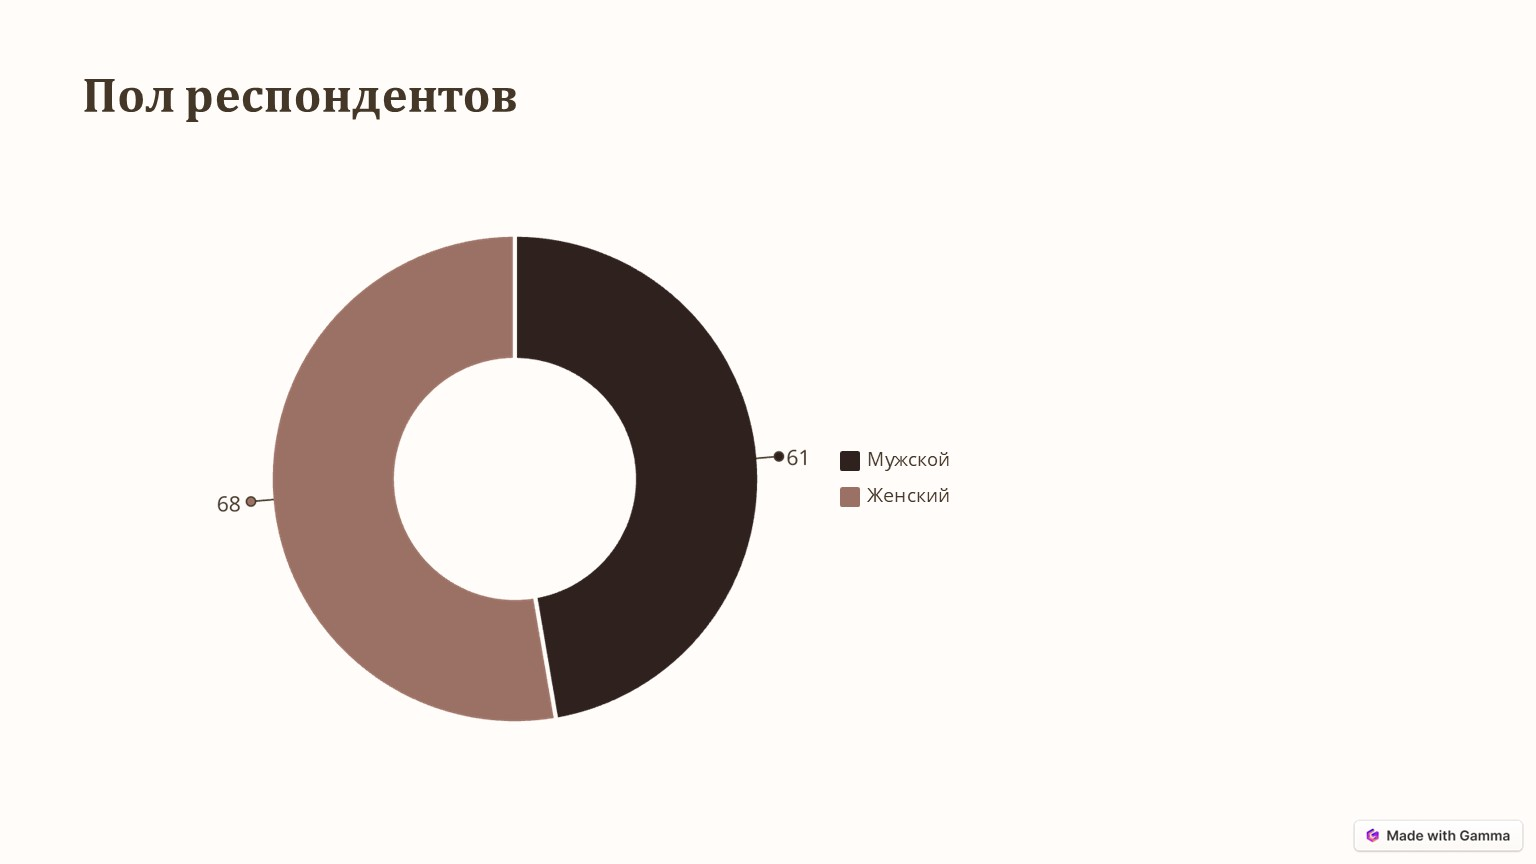 Пол респондентов
61
Мужской
68
Женский
Made with Gamma